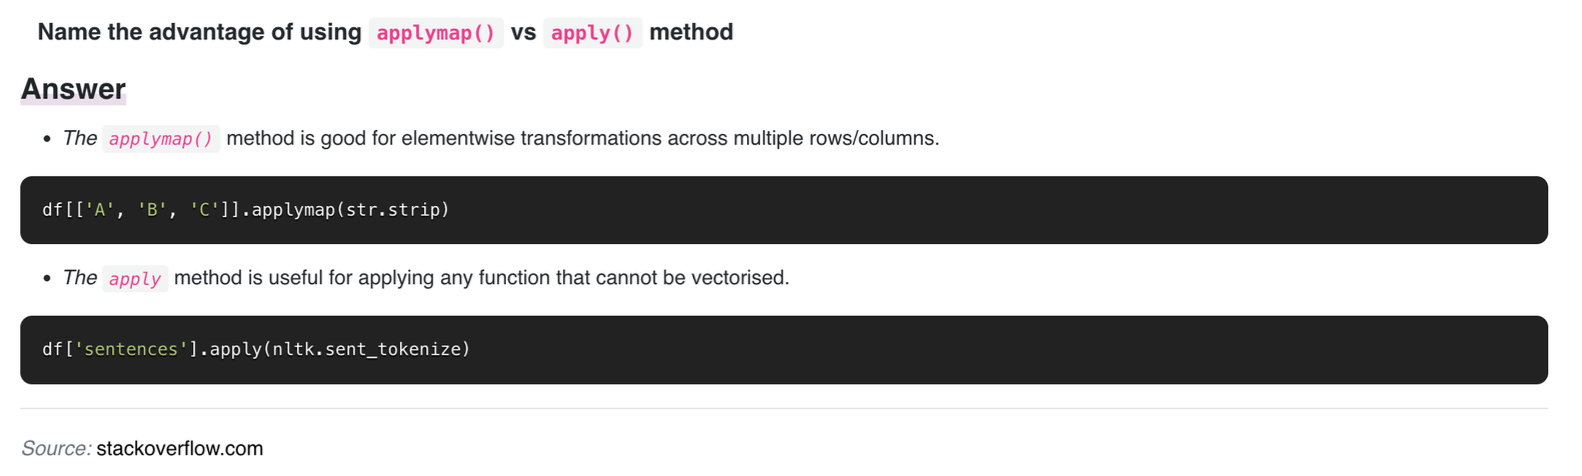 Name the advantage of using applymap() vs apply() method
Answer
• The applymap() method is good for elementwise transformations across multiple rows/columns.
df[['A', 'B', 'C']].applymap(str.strip)
• The apply method is useful for applying any function that cannot be vectorised.
df['sentences'].apply(nltk.sent_tokenize)
Source: stackoverflow.com